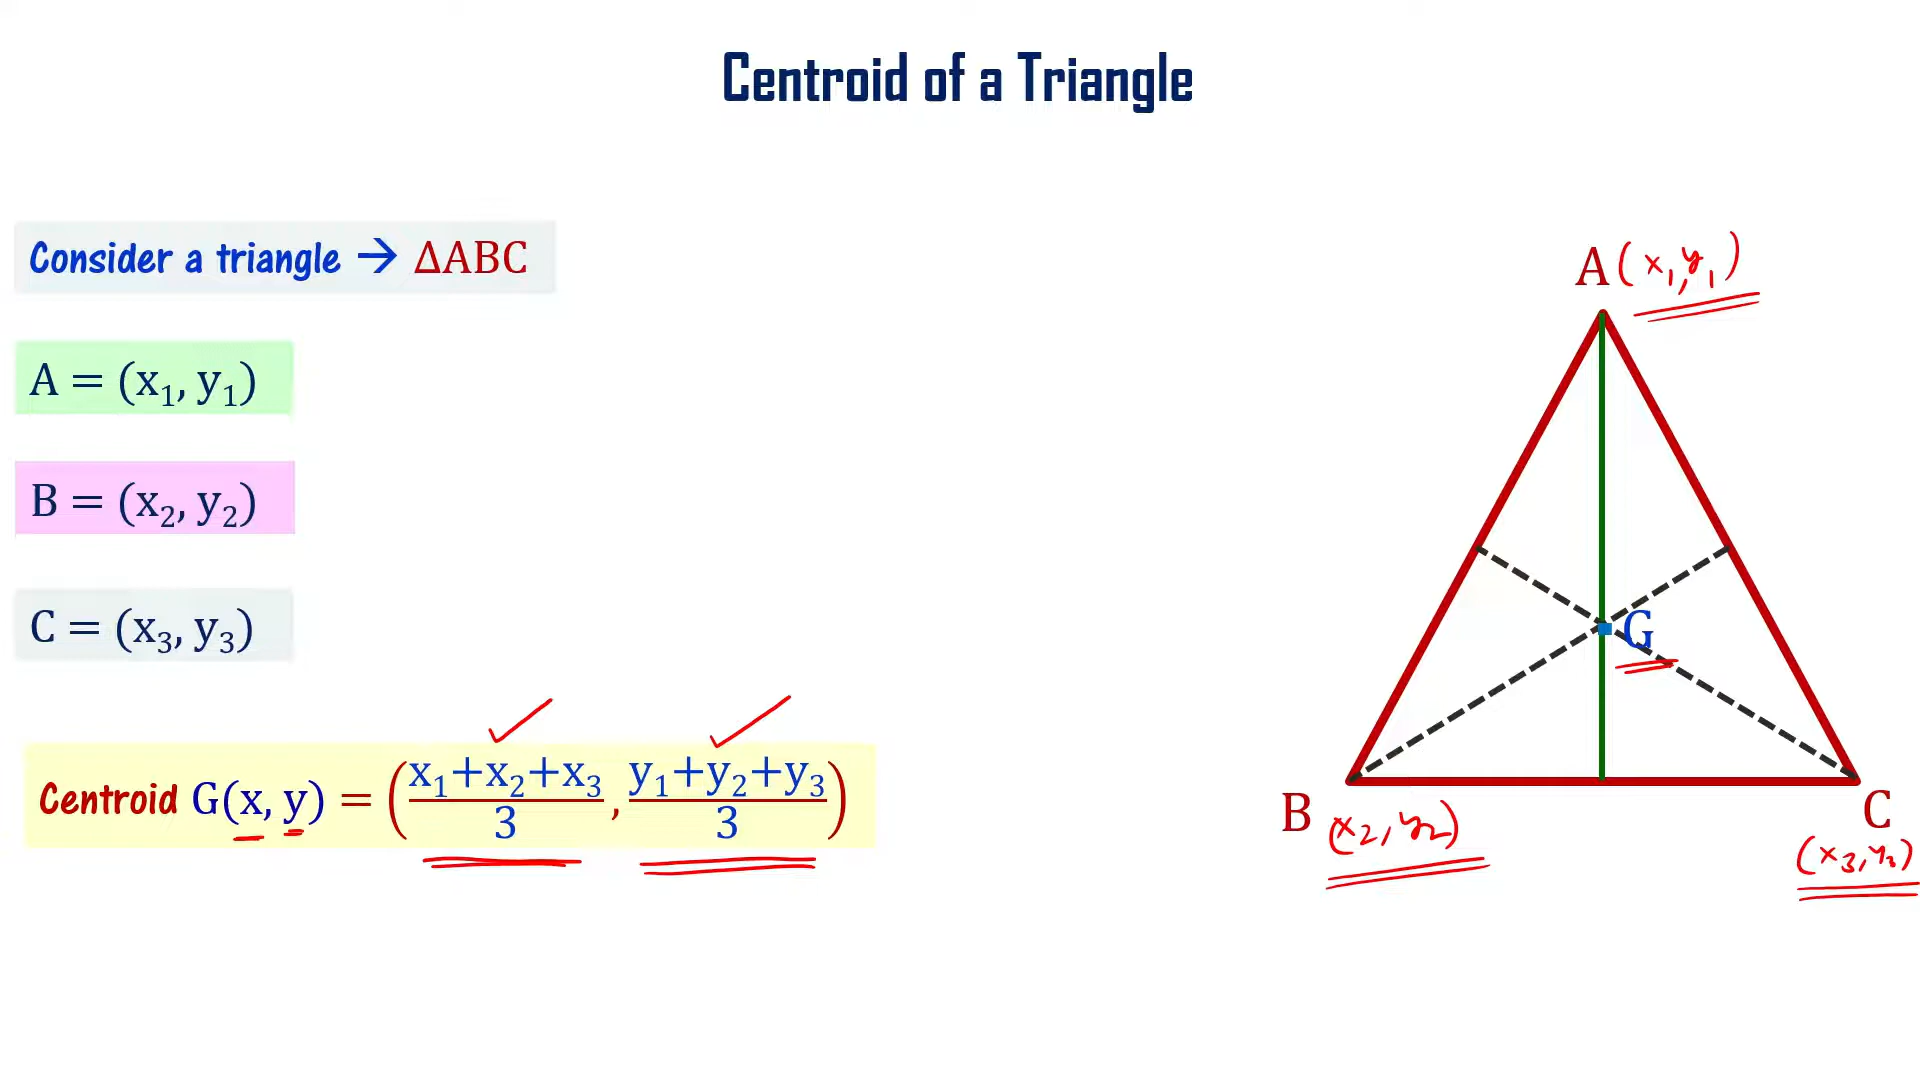 Centroid of a Triangle
Consider a triangle → ΔABC
A = (x₁, y₁)
B = (x₂, y₂)
C = (x₃, y₃)
Centroid G(x, y) = (x₁+x₂+x₃/3, y₁+y₂+y₃/3)
A (x₁, y₁)
G
B (x₂, y₂)
C
(x₃, y₃)